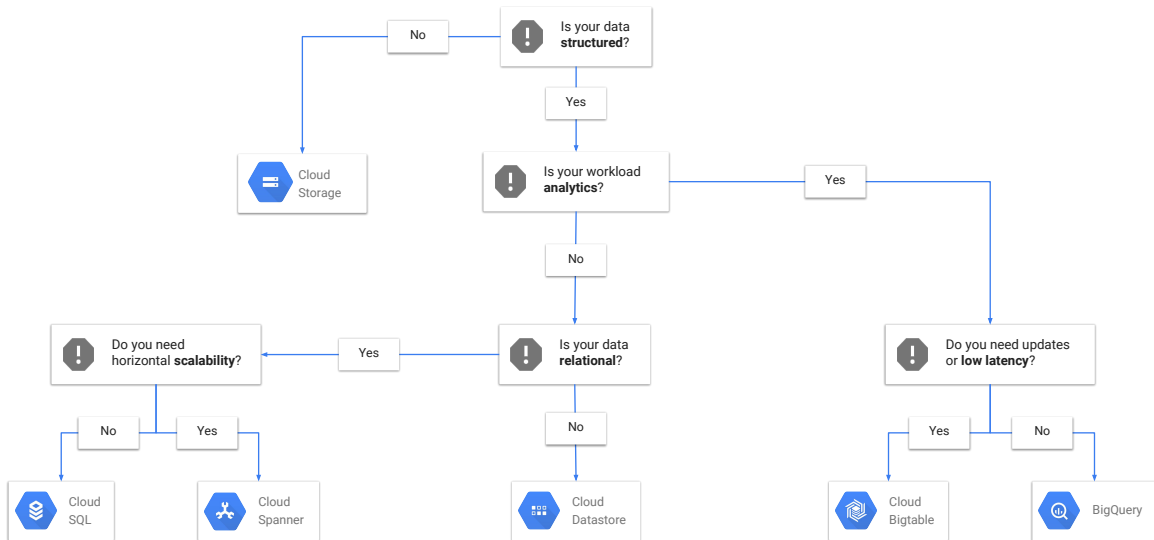 Is your data
structured?
No
Yes
Cloud
Storage
Is your workload
analytics?
Yes
No
Do you need
horizontal scalability?
Yes
Is your data
relational?
Do you need updates
or low latency?
No
Yes
No
Yes
No
Cloud
SQL
Cloud
Spanner
Cloud
Datastore
Cloud
Bigtable
BigQuery